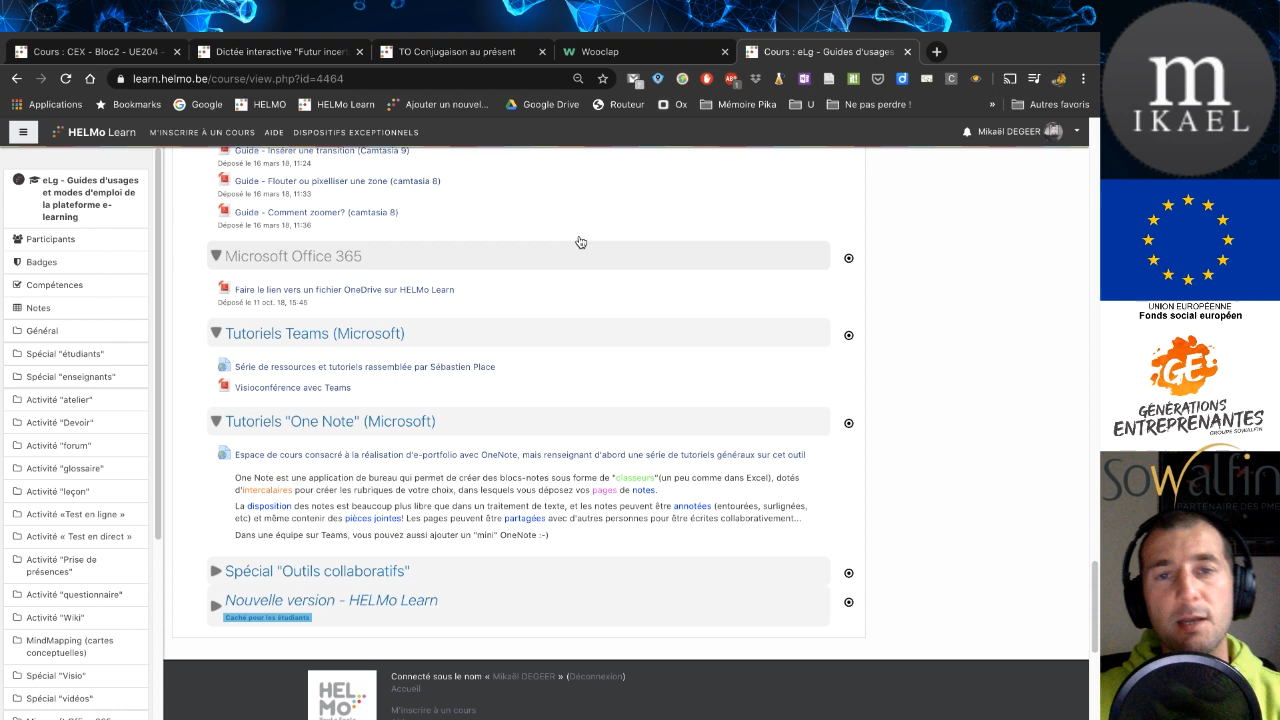 Cours : CEX - Bloc2 - UE204 -
Dictée interactive "Futur incert
TO Conjugaison au présent
Wooclap
Cours : eLg - Guides d'usages
learn.helmo.be/course/view.php?id=4464
Applications
Bookmarks
Google
HELMO
HELMo Learn
Ajouter un nouvel...
Google Drive
Routeur
Ox
Mémoire Pika
U
Ne pas perdre !
»
Autres favoris
HELMo Learn
M'INSCRIRE À UN COURS
AIDE
DISPOSITIFS EXCEPTIONNELS
Mikaël DEGEER
eLg - Guides d'usages
et modes d'emploi de
la plateforme e-
learning
Participants
Badges
Compétences
Notes
Général
Spécial "étudiants"
Spécial "enseignants"
Activité "atelier"
Activité "Devoir"
Activité "forum"
Activité "glossaire"
Activité "leçon"
Activité «Test en ligne »
Activité « Test en direct »
Activité "Prise de
présences"
Activité "questionnaire"
Activité "Wiki"
MindMapping (cartes
conceptuelles)
Spécial "Visio"
Spécial "vidéos"
Guide - Insérer une transition (Camtasia 9)
Déposé le 16 mars 18, 11:24
Guide - Flouter ou pixelliser une zone (camtasia 8)
Déposé le 16 mars 18, 11:33
Guide - Comment zoomer? (camtasia 8)
Déposé le 16 mars 18, 11:36
Microsoft Office 365
Faire le lien vers un fichier OneDrive sur HELMo Learn
Déposé le 11 oct. 18, 15:45
Tutoriels Teams (Microsoft)
Série de ressources et tutoriels rassemblée par Sébastien Place
Visioconférence avec Teams
Tutoriels "One Note" (Microsoft)
Espace de cours consacré à la réalisation d'e-portfolio avec OneNote, mais renseignant d'abord une série de tutoriels généraux sur cet outil
One Note est une application de bureau qui permet de créer des blocs-notes sous forme de "classeurs"(un peu comme dans Excel), dotés
d'intercalaires pour créer les rubriques de votre choix, dans lesquels vous déposez vos pages de notes.
La disposition des notes est beaucoup plus libre que dans un traitement de texte, et les notes peuvent être annotées (entourées, surlignées,
etc) et même contenir des pièces jointes! Les pages peuvent être partagées avec d'autres personnes pour être écrites collaborativement...
Dans une équipe sur Teams, vous pouvez aussi ajouter un "mini" OneNote :-)
Spécial "Outils collaboratifs"
Nouvelle version - HELMo Learn
Caché pour les étudiants
HEL
MO
Connecté sous le nom « Mikaël DEGEER » (Déconnexion)
Accueil
M'inscrire à un cours
m
IKAEL
UNION EUROPÉENNE
Fonds social européen
GE
GÉNÉRATIONS
ENTREPRENANTES
GROUPE SOWALFIN
Sowalfin
PARTENAIRE DES PME